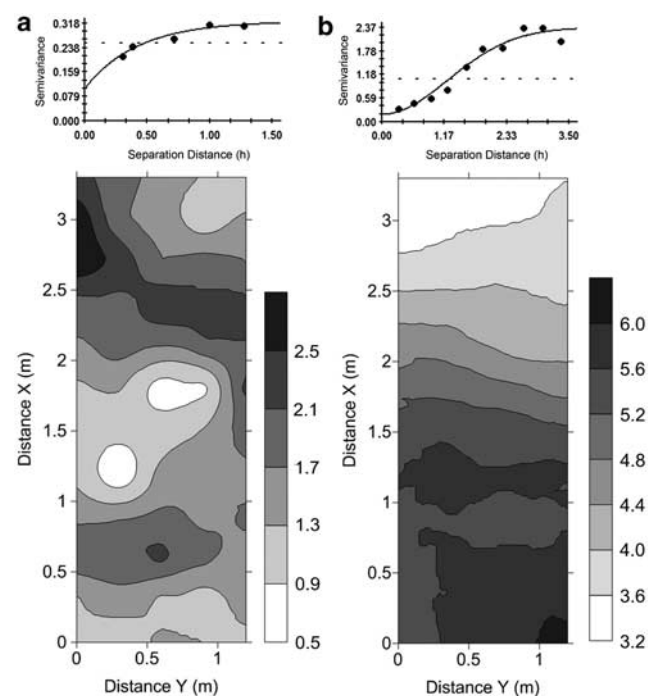 a
Semivariance
0.318
0.238
0.159
0.079
0.000
0.00 0.50 1.00 1.50
Separation Distance (h)
b
Semivariance
2.37
1.78
1.18
0.59
0.00
0.00 1.17 2.33 3.50
Separation Distance (h)
Distance X (m)
3
2.5
2
1.5
1
0.5
0
0 0.5 1
Distance Y (m)
2.5
2.1
1.7
1.3
0.9
0.5
Distance X (m)
3
2.5
2
1.5
1
0.5
0
0 0.5 1
Distance Y (m)
6.0
5.6
5.2
4.8
4.4
4.0
3.6
3.2